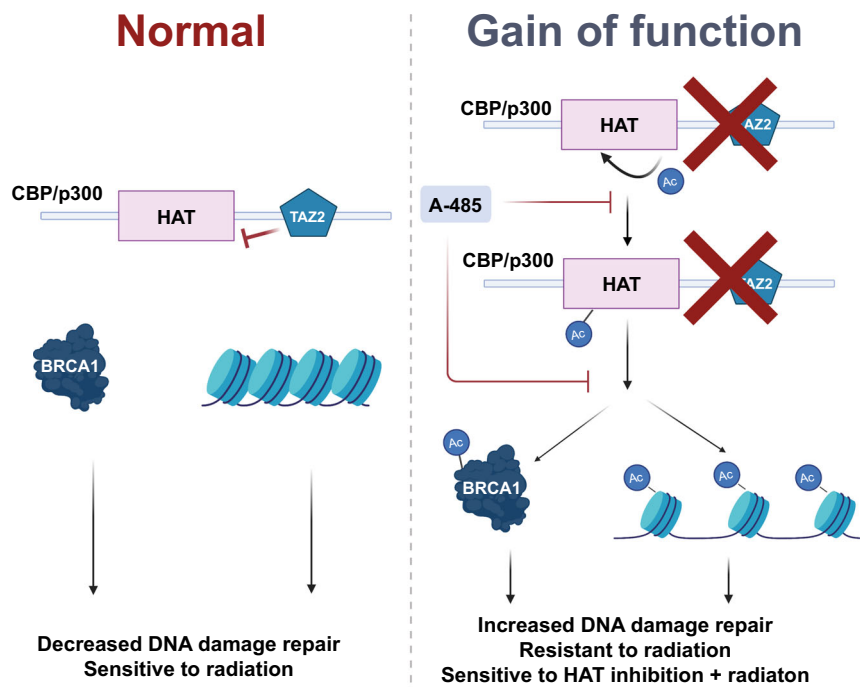 Normal
CBP/p300
HAT
TAZ2
BRCA1
Decreased DNA damage repair
Sensitive to radiation
Gain of function
CBP/p300
HAT
AZ2
Ac
A-485
CBP/p300
HAT
AZ2
Ac
Ac
BRCA1
Ac
Ac
Ac
Increased DNA damage repair
Resistant to radiation
Sensitive to HAT inhibition + radiaton